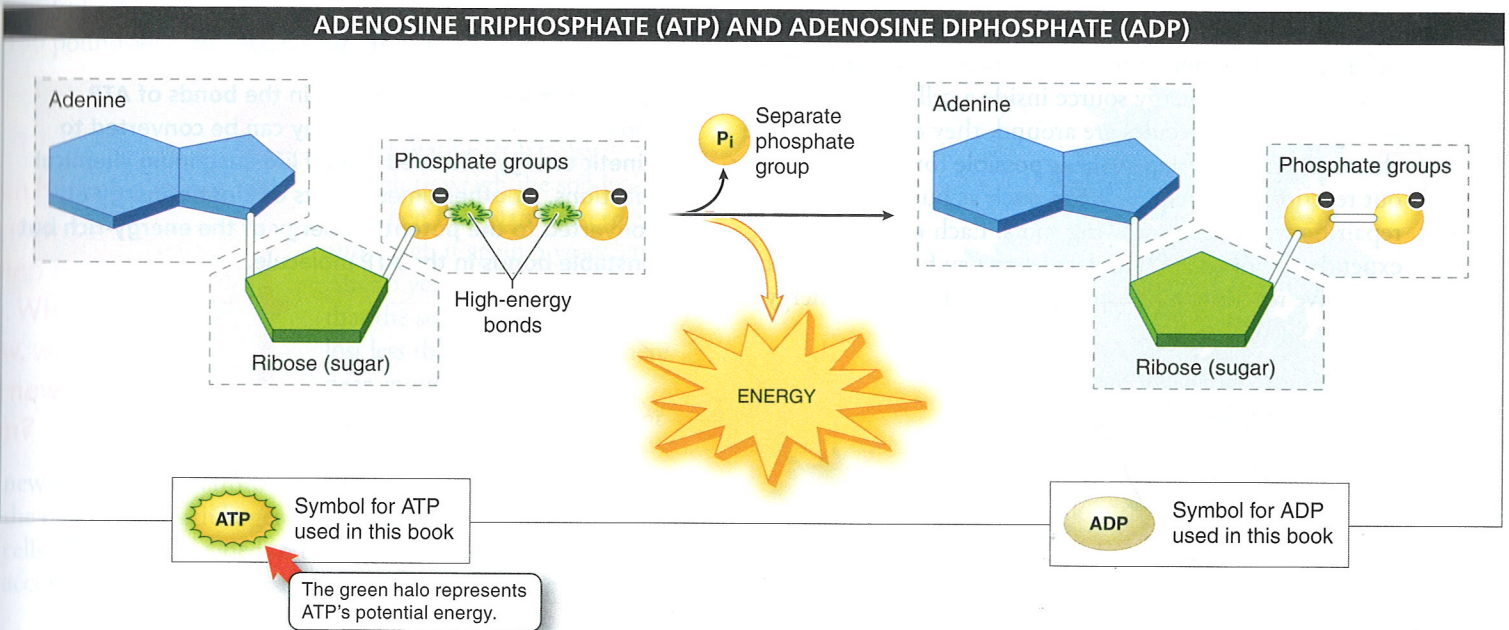 ADENOSINE TRIPHOSPHATE (ATP) AND ADENOSINE DIPHOSPHATE (ADP)
Adenine
Phosphate groups
High-energy
bonds
Ribose (sugar)
Pi
Separate
phosphate
group
ENERGY
Adenine
Phosphate groups
Ribose (sugar)
ATP
Symbol for ATP
used in this book
The green halo represents
ATP's potential energy.
ADP
Symbol for ADP
used in this book